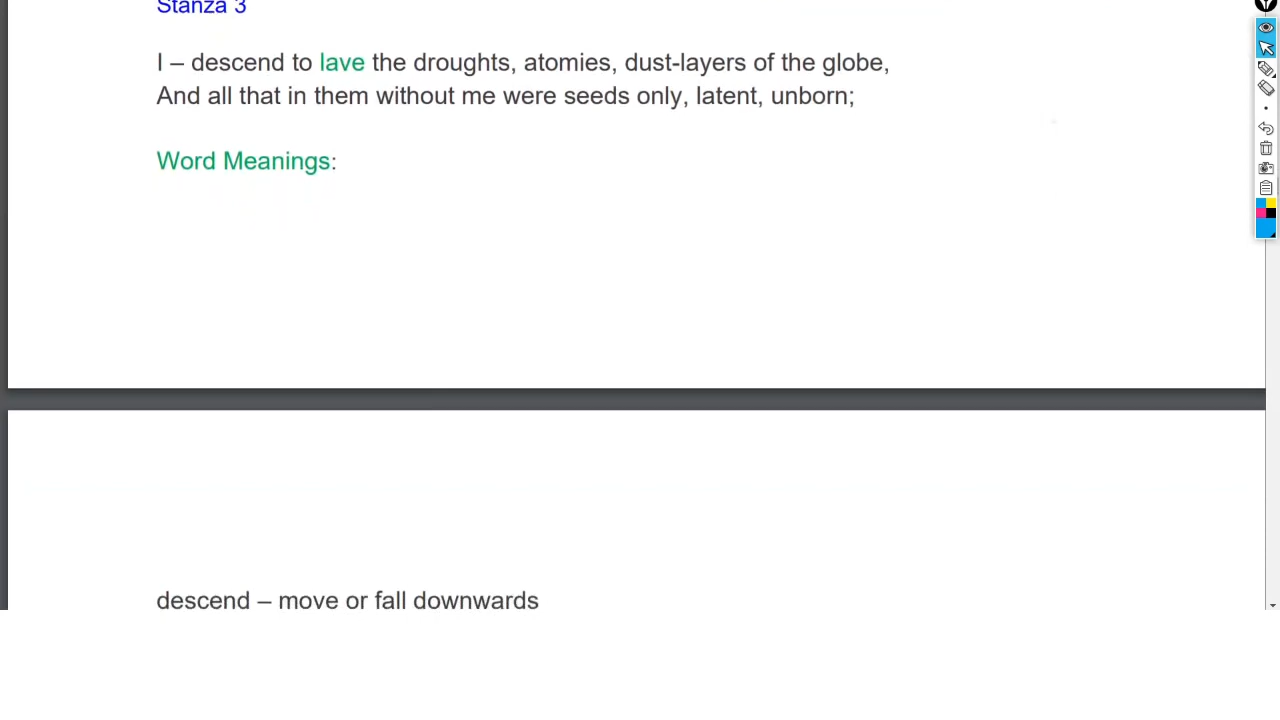 Stanza 3
I – descend to lave the droughts, atomies, dust-layers of the globe,
And all that in them without me were seeds only, latent, unborn;
Word Meanings:
descend – move or fall downwards